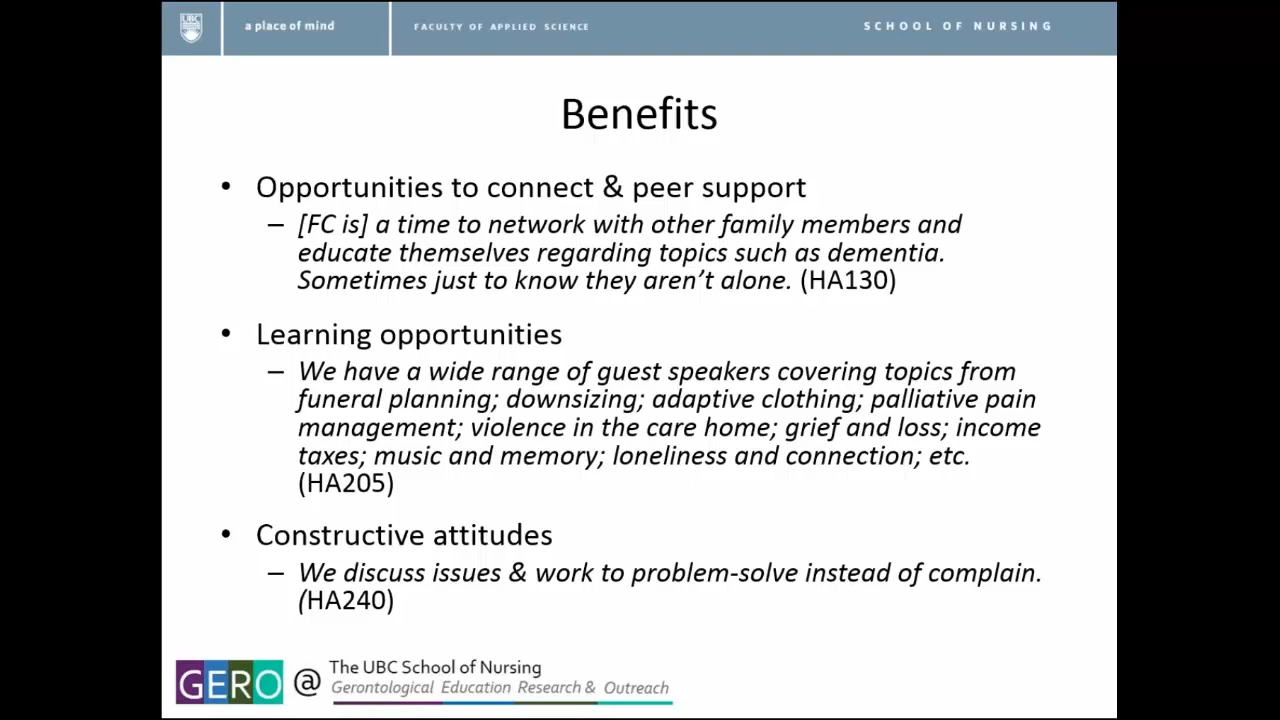 UBC
a place of mind
FACULTY OF APPLIED SCIENCE
SCHOOL OF NURSING
Benefits
• Opportunities to connect & peer support
– [FC is] a time to network with other family members and
educate themselves regarding topics such as dementia.
Sometimes just to know they aren't alone. (HA130)
• Learning opportunities
– We have a wide range of guest speakers covering topics from
funeral planning; downsizing; adaptive clothing; palliative pain
management; violence in the care home; grief and loss; income
taxes; music and memory; loneliness and connection; etc.
(HA205)
• Constructive attitudes
– We discuss issues & work to problem-solve instead of complain.
(HA240)
GERO @
The UBC School of Nursing
Gerontological Education Research & Outreach